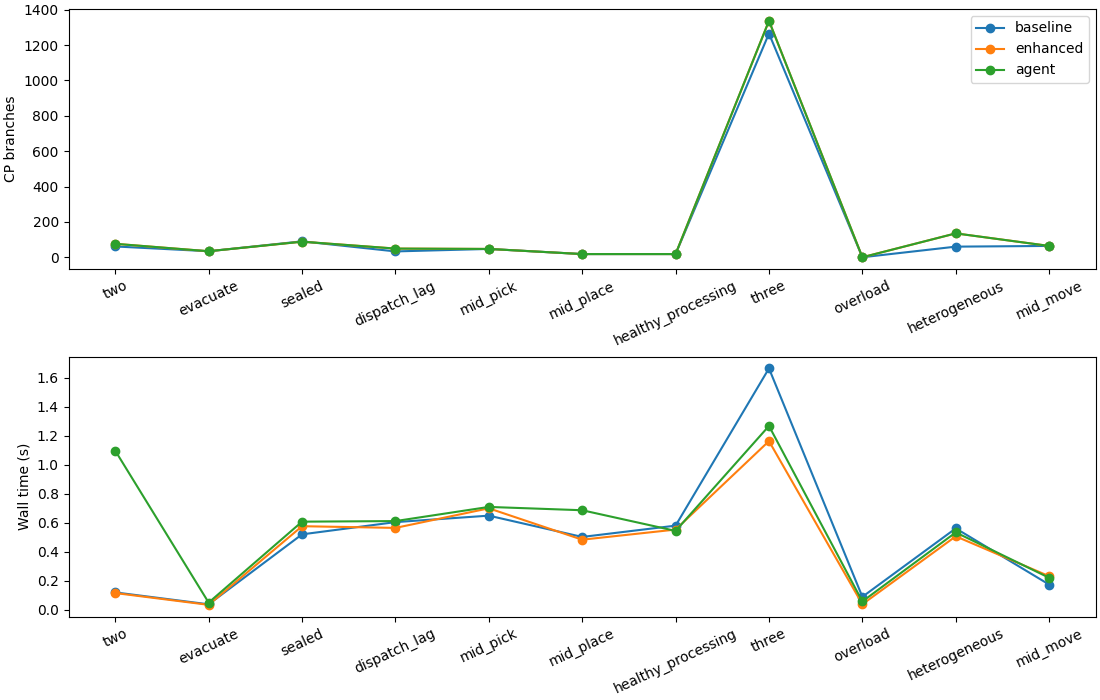 1400
1200
1000
800
600
400
200
0
CP branches
baseline
enhanced
agent
two
evacuate
sealed
dispatch_lag
mid_pick
mid_place
healthy_processing
three
overload
heterogeneous
mid_move
1.6
1.4
1.2
1.0
0.8
0.6
0.4
0.2
0.0
Wall time (s)
two
evacuate
sealed
dispatch_lag
mid_pick
mid_place
healthy_processing
three
overload
heterogeneous
mid_move